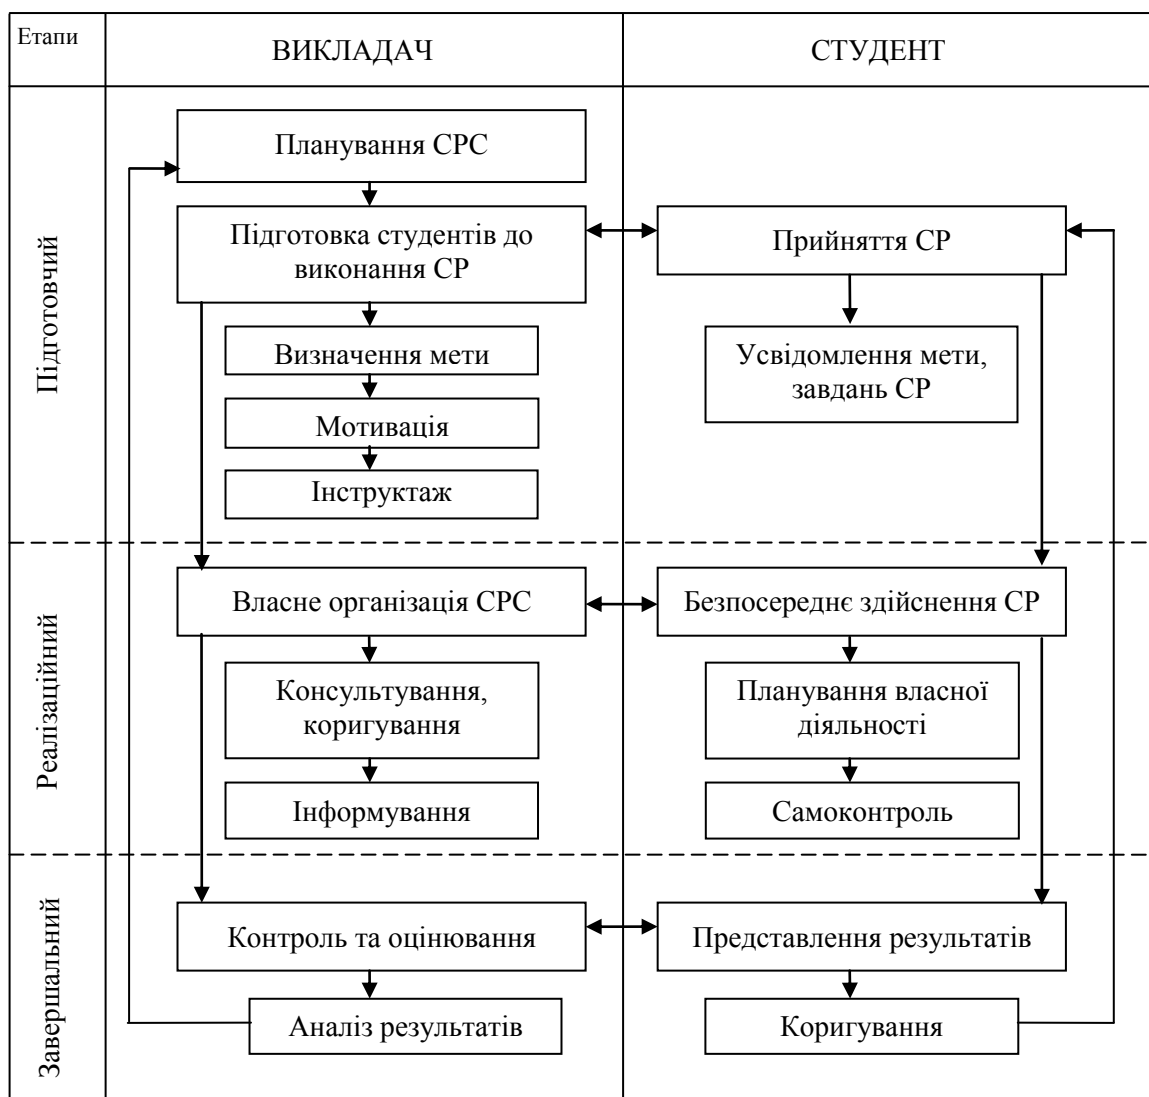 Етапи
ВИКЛАДАЧ
СТУДЕНТ
Підготовчий
Планування СРС
Підготовка студентів до
виконання СР
Прийняття СР
Визначення мети
Усвідомлення мети,
завдань СР
Мотивація
Інструктаж
Реалізаційний
Власне організація СРС
Безпосереднє здійснення СР
Консультування,
коригування
Планування власної
діяльності
Інформування
Самоконтроль
Завершальний
Контроль та оцінювання
Представлення результатів
Аналіз результатів
Коригування